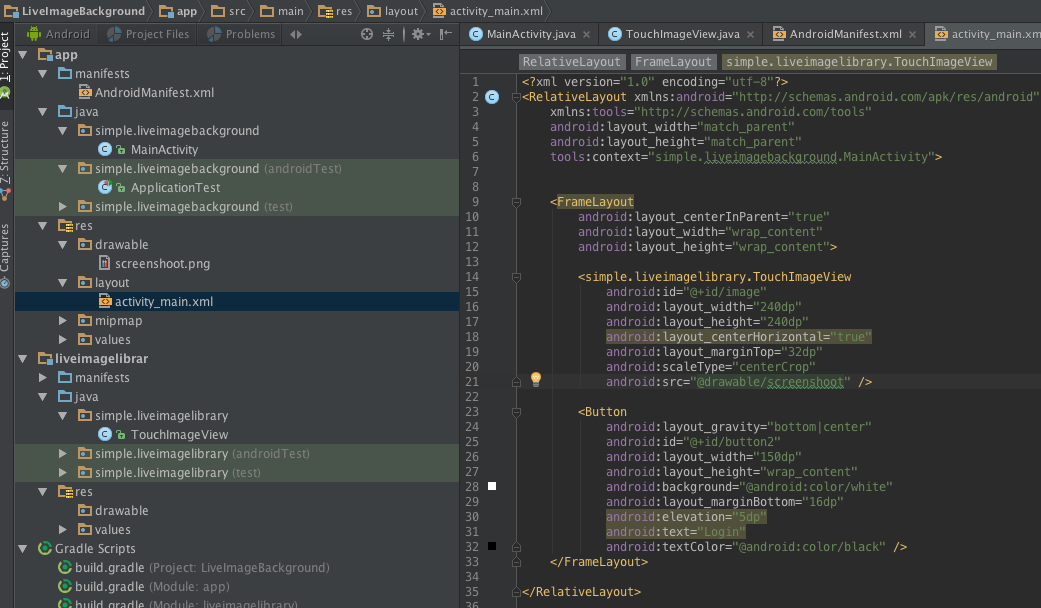 LiveImageBackground app src main res layout activity_main.xml
Android Project Files Problems
MainActivity.java TouchImageView.java AndroidManifest.xml activity_main.xm
1: Project
Z: Structure
Captures
app
manifests
AndroidManifest.xml
java
simple.liveimagebackground
MainActivity
simple.liveimagebackground (androidTest)
ApplicationTest
simple.liveimagebackground (test)
res
drawable
screenshoot.png
layout
activity_main.xml
mipmap
values
liveimagelibrar
manifests
java
simple.liveimagelibrary
TouchImageView
simple.liveimagelibrary (androidTest)
simple.liveimagelibrary (test)
res
drawable
values
Gradle Scripts
build.gradle (Project: LiveImageBackground)
build.gradle (Module: app)
build.gradle (Module: liveimagelibrary)
RelativeLayout FrameLayout simple.liveimagelibrary.TouchImageView
1 <?xml version="1.0" encoding="utf-8"?>
2 <RelativeLayout xmlns:android="http://schemas.android.com/apk/res/android"
3 xmlns:tools="http://schemas.android.com/tools"
4 android:layout_width="match_parent"
5 android:layout_height="match_parent"
6 tools:context="simple.liveimagebackground.MainActivity">
7
8
9 <FrameLayout
10 android:layout_centerInParent="true"
11 android:layout_width="wrap_content"
12 android:layout_height="wrap_content">
13
14 <simple.liveimagelibrary.TouchImageView
15 android:id="@+id/image"
16 android:layout_width="240dp"
17 android:layout_height="240dp"
18 android:layout_centerHorizontal="true"
19 android:layout_marginTop="32dp"
20 android:scaleType="centerCrop"
21 android:src="@drawable/screenshoot" />
22
23 <Button
24 android:layout_gravity="bottom|center"
25 android:id="@+id/button2"
26 android:layout_width="150dp"
27 android:layout_height="wrap_content"
28 android:background="@android:color/white"
29 android:layout_marginBottom="16dp"
30 android:elevation="5dp"
31 android:text="Login"
32 android:textColor="@android:color/black" />
33 </FrameLayout>
34
35 </RelativeLayout>
36